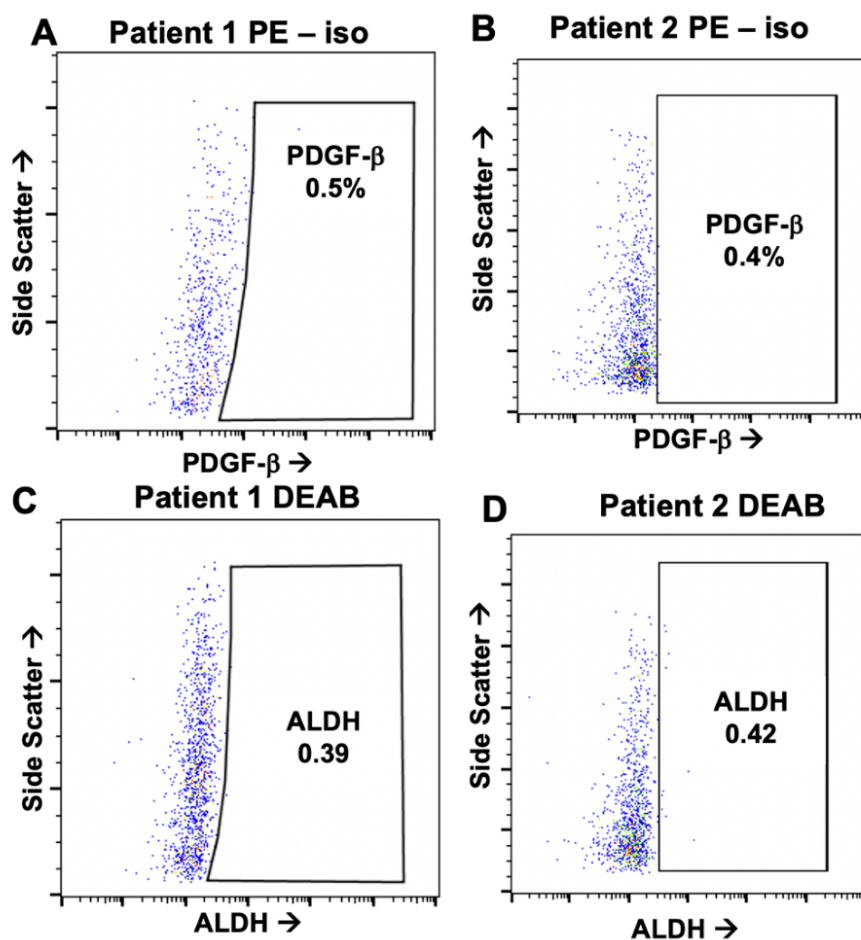 A
Patient 1 PE – iso
Side Scatter →
PDGF-β
0.5%
PDGF-β →
B
Patient 2 PE – iso
Side Scatter →
PDGF-β
0.4%
PDGF-β →
C
Patient 1 DEAB
Side Scatter →
ALDH
0.39
ALDH →
D
Patient 2 DEAB
Side Scatter →
ALDH
0.42
ALDH →